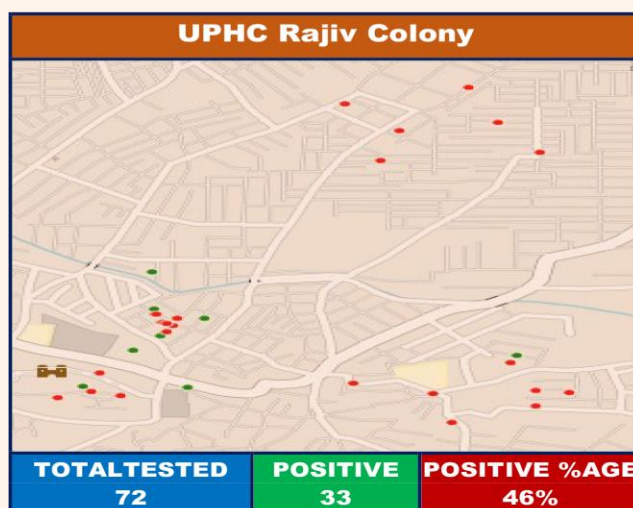 UPHC Rajiv Colony
TOTALTESTED
POSITIVE
POSITIVE %AGE
72
33
46%